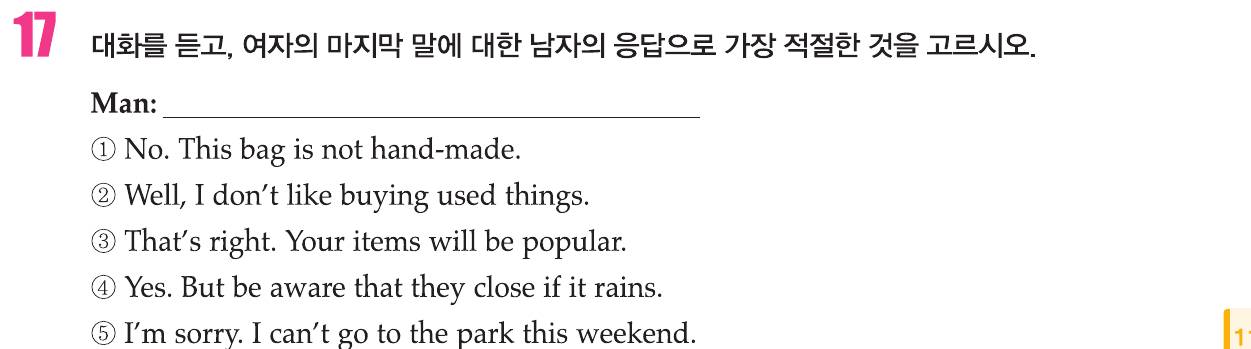 17 대화를 듣고, 여자의 마지막 말에 대한 남자의 응답으로 가장 적절한 것을 고르시오.
Man:
① No. This bag is not hand-made.
② Well, I don't like buying used things.
③ That's right. Your items will be popular.
④ Yes. But be aware that they close if it rains.
⑤ I'm sorry. I can't go to the park this weekend.